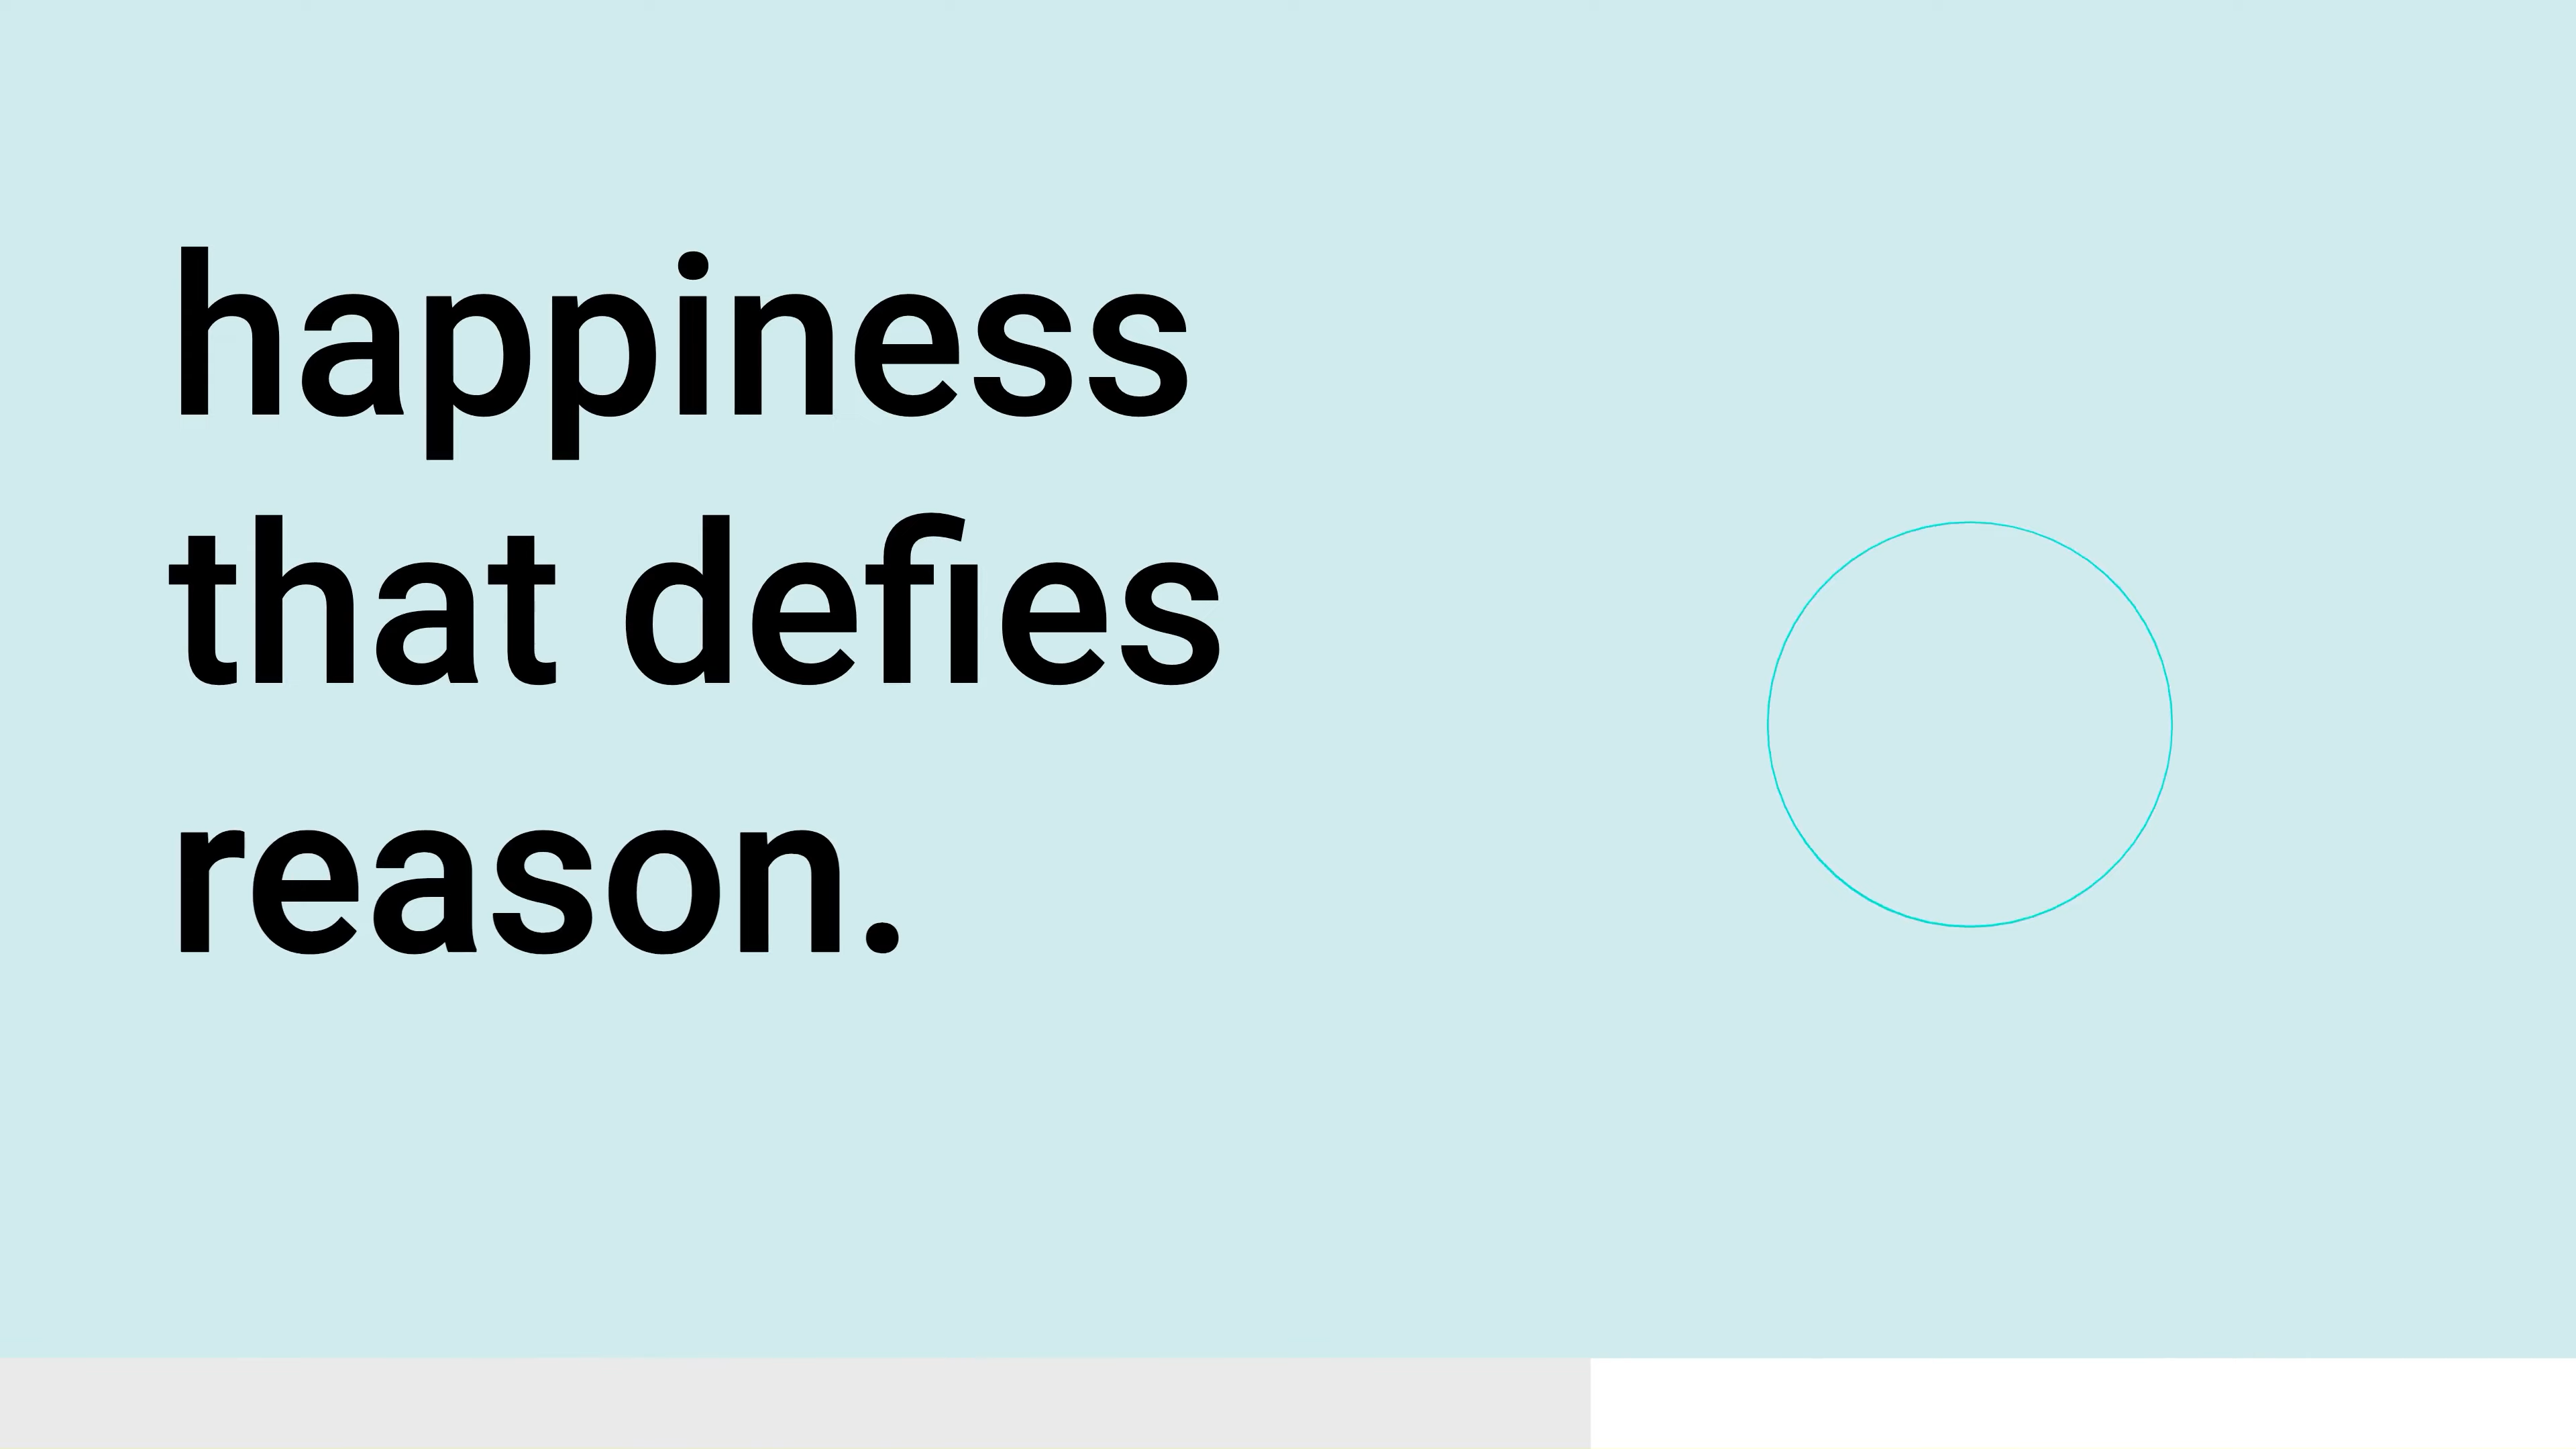 happiness
that defies
reason.